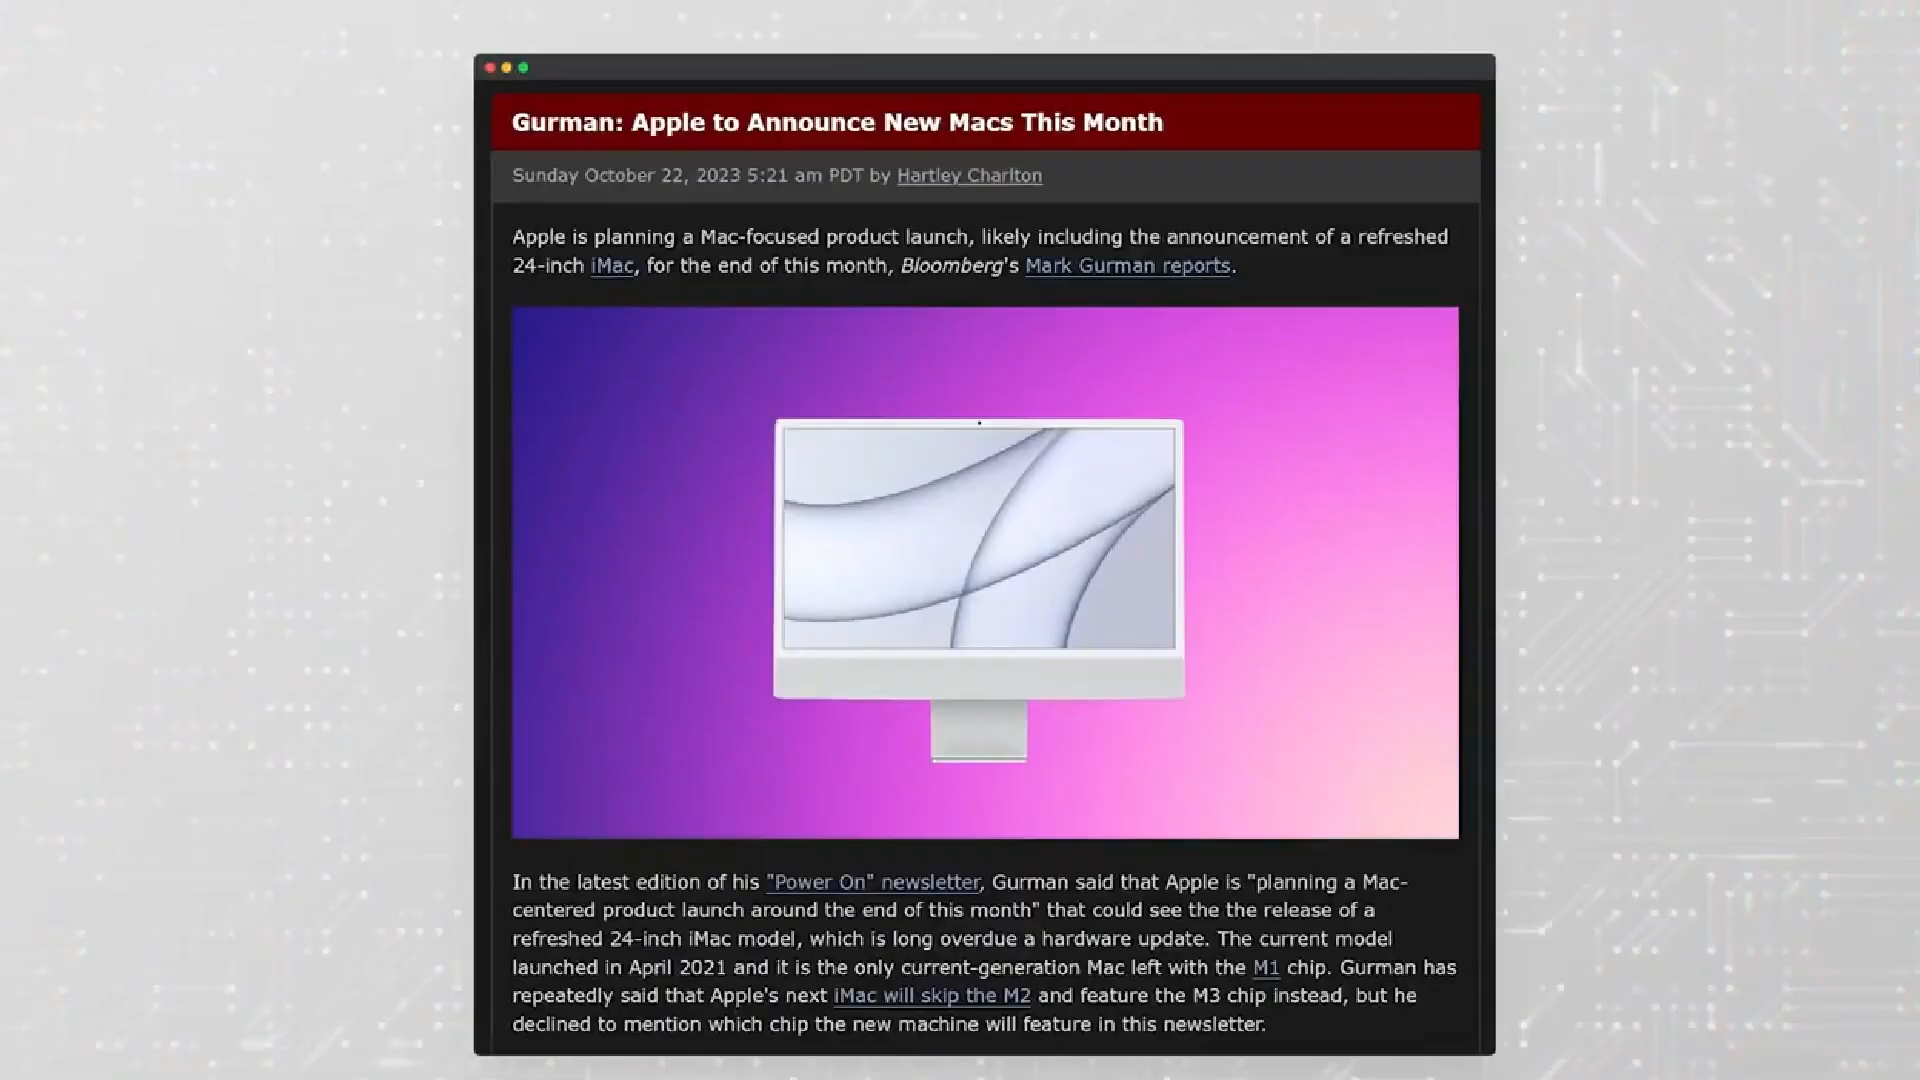 Gurman: Apple to Announce New Macs This Month
Sunday October 22, 2023 5:21 am PDT by Hartley Charlton
Apple is planning a Mac-focused product launch, likely including the announcement of a refreshed
24-inch iMac, for the end of this month, Bloomberg's Mark Gurman reports.
In the latest edition of his "Power On" newsletter, Gurman said that Apple is "planning a Mac-
centered product launch around the end of this month" that could see the the release of a
refreshed 24-inch iMac model, which is long overdue a hardware update. The current model
launched in April 2021 and it is the only current-generation Mac left with the M1 chip. Gurman has
repeatedly said that Apple's next iMac will skip the M2 and feature the M3 chip instead, but he
declined to mention which chip the new machine will feature in this newsletter.